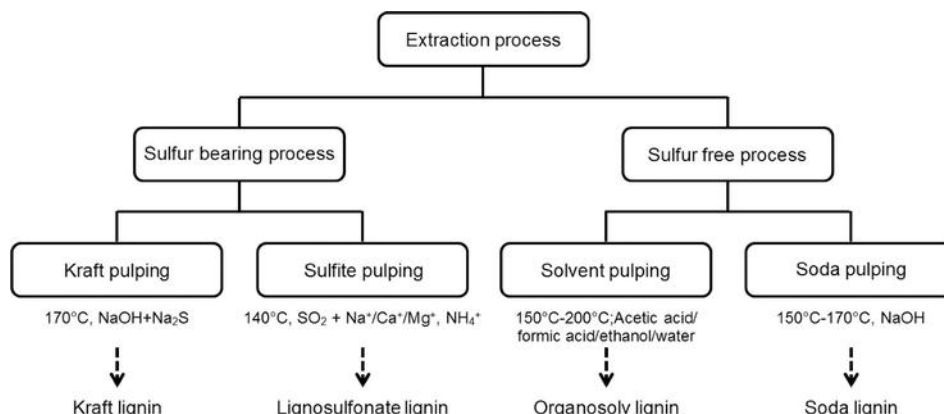 Extraction process
Sulfur bearing process
Sulfur free process
Kraft pulping
Sulfite pulping
Solvent pulping
Soda pulping
170°C, NaOH+Na₂S
140°C, SO₂ + Na⁺/Ca⁺/Mg⁺, NH₄⁺
150°C-200°C;Acetic acid/
formic acid/ethanol/water
150°C-170°C, NaOH
Kraft lignin
Lignosulfonate lignin
Organosolv lignin
Soda lignin